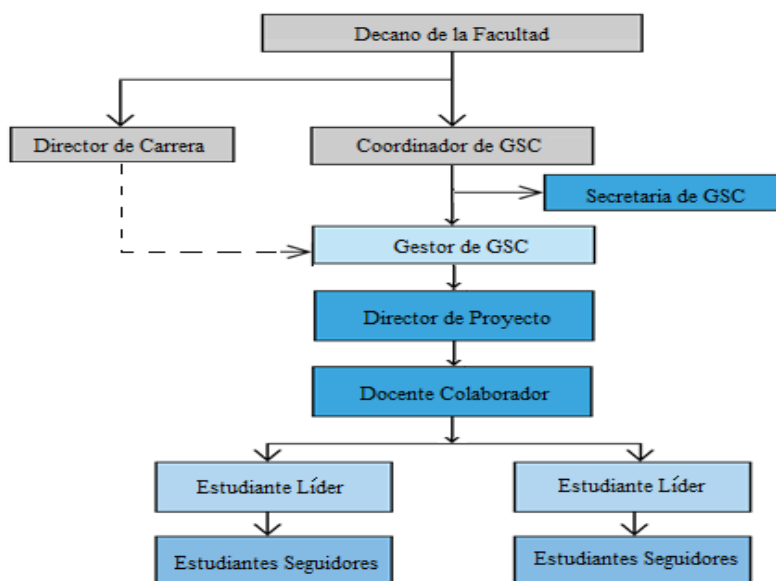 Decano de la Facultad
Director de Carrera
Coordinador de GSC
Secretaria de GSC
Gestor de GSC
Director de Proyecto
Docente Colaborador
Estudiante Líder
Estudiante Líder
Estudiantes Seguidores
Estudiantes Seguidores